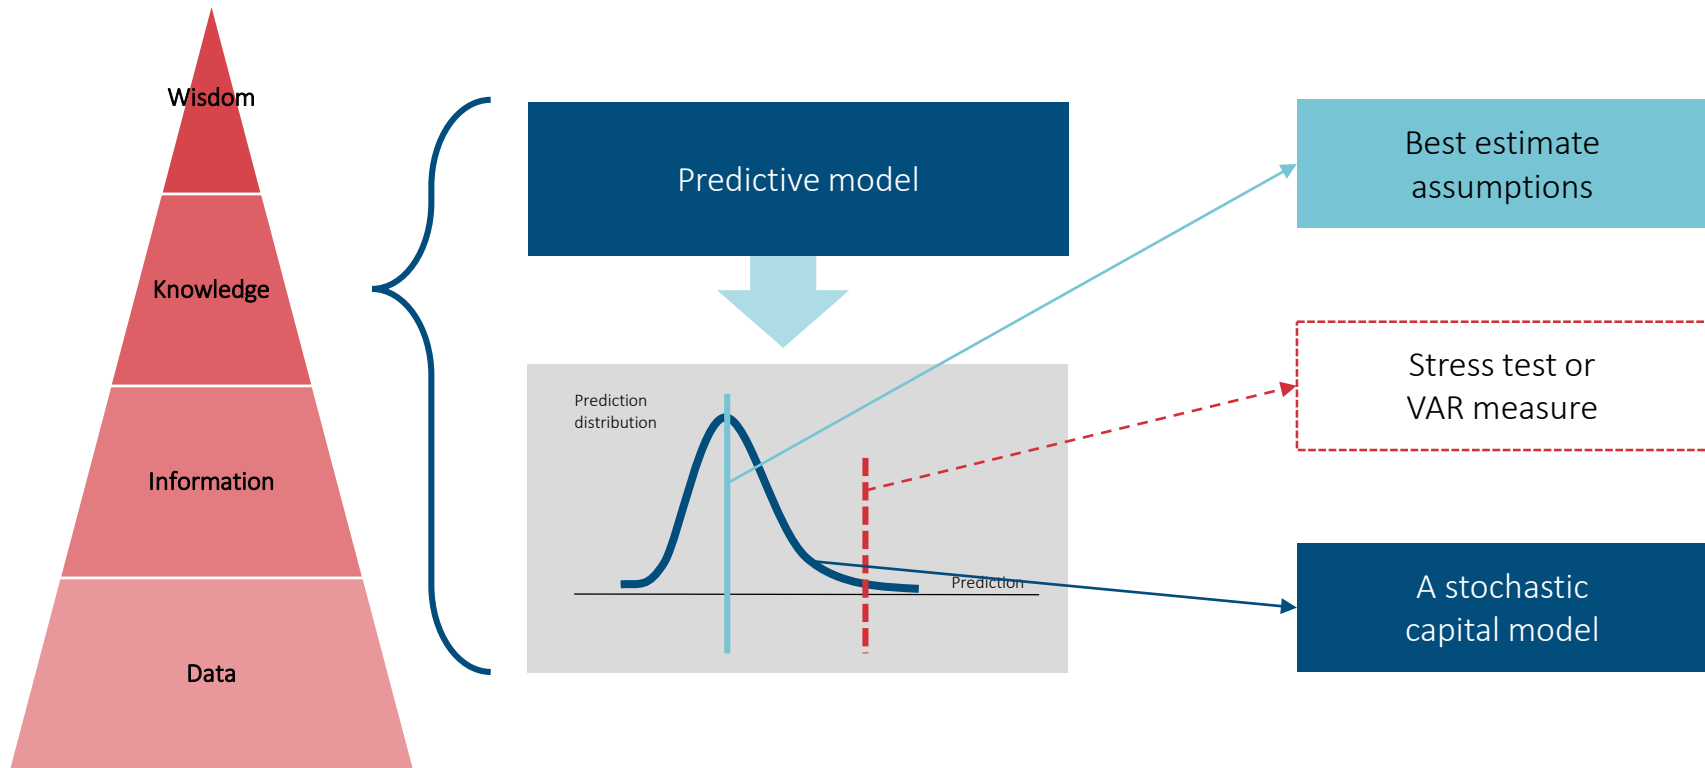 Wisdom
Knowledge
Information
Data
Predictive model
Prediction
distribution
Prediction
Best estimate
assumptions
Stress test or
VAR measure
A stochastic
capital model